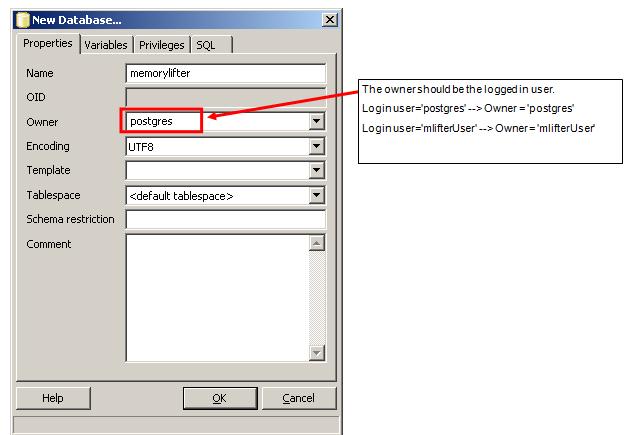 New Database...
Properties Variables Privileges SQL
Name memorylifter
OID
Owner postgres
Encoding UTF8
Template
Tablespace <default tablespace>
Schema restriction
Comment
Help OK Cancel
The owner should be the logged in user.
Login user='postgres' --> Owner = 'postgres'
Login user='mlifterUser' --> Owner = 'mlifterUser'